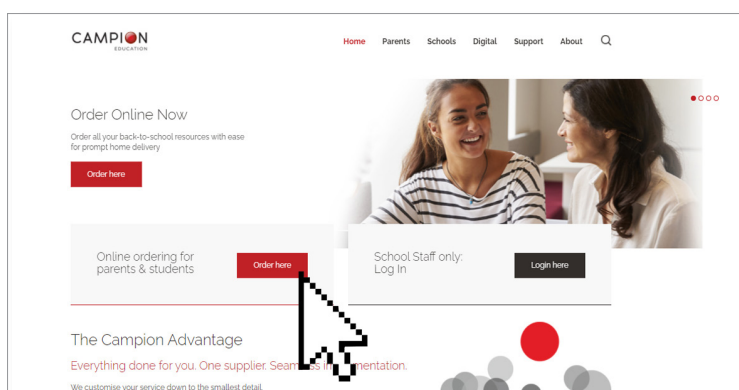 CAMPION
EDUCATION
Home Parents Schools Digital Support About
Order Online Now
Order all your back-to-school resources with ease
for prompt home delivery
Order here
Online ordering for
parents & students
Order here
School Staff only:
Log In
Login here
The Campion Advantage
Everything done for you. One supplier.
We customise your service down to the smallest detail.